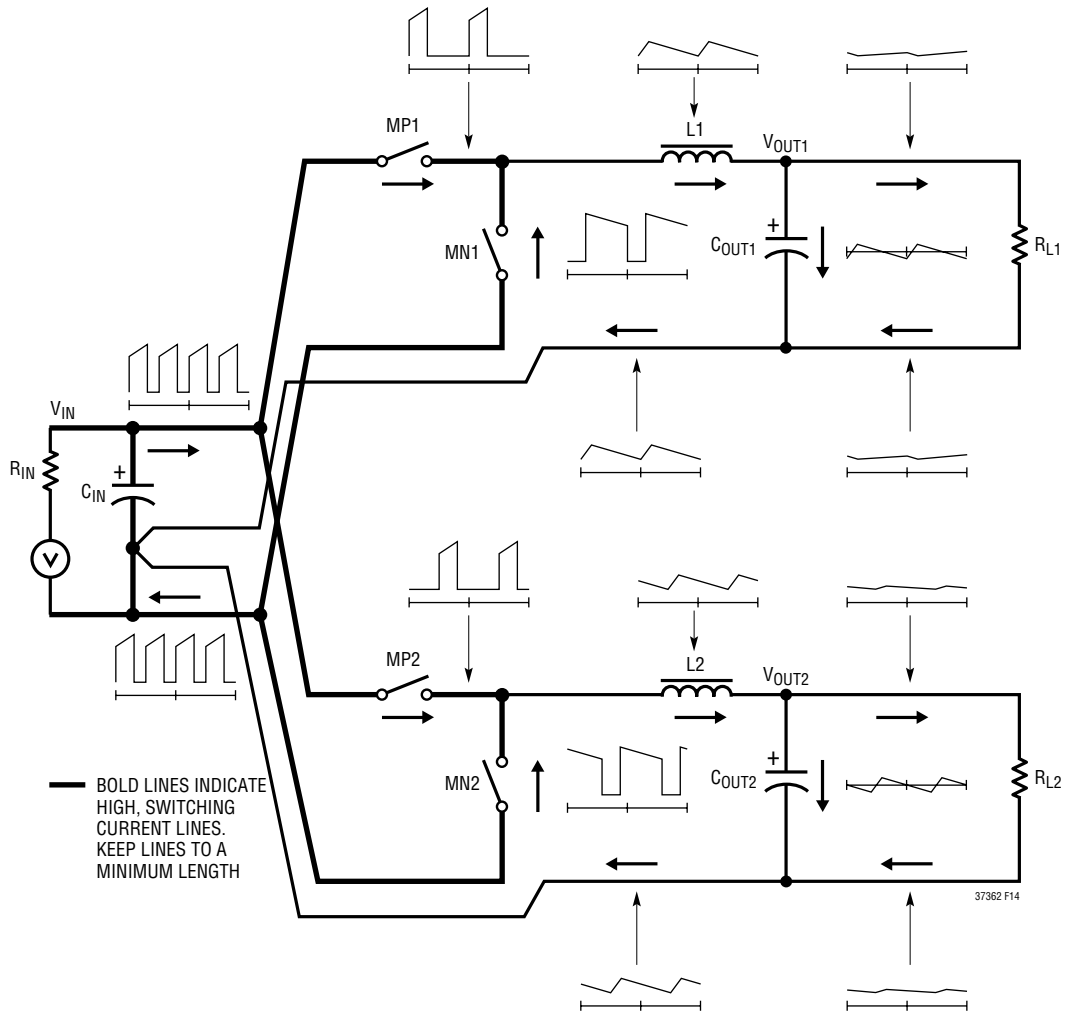 MP1
L1
VOUT1
MN1
COUT1
RL1
+
VIN
RIN
+
CIN
V
MP2
L2
VOUT2
MN2
COUT2
RL2
+
BOLD LINES INDICATE
HIGH, SWITCHING
CURRENT LINES.
KEEP LINES TO A
MINIMUM LENGTH
37362 F14